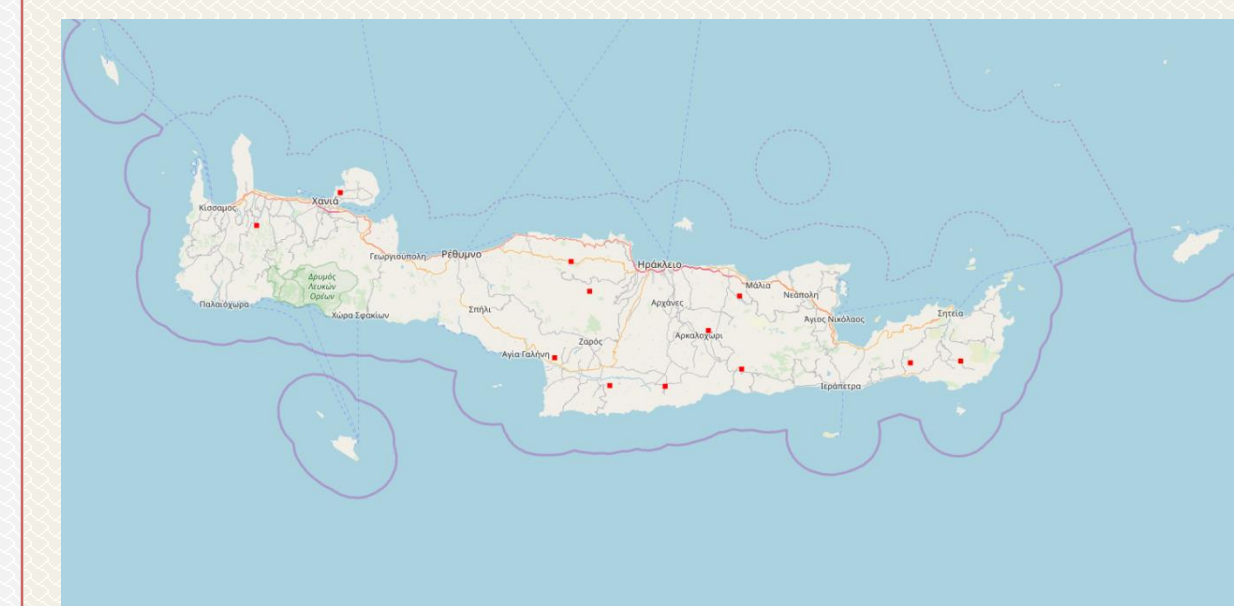 Χανιά
Κίσσαμος
Γεωργιούπολη
Ρέθυμνο
Ηράκλειο
Δρυμός
Λευκών
Ορέων
Μάλια
Νεάπολη
Παλαιόχωρα
Χώρα Σφακίων
Σπήλι
Αρχάνες
Άγιος Νικόλαος
Σητεία
Αρκαλοχώρι
Ζαρός
Αγία Γαλήνη
Ιεράπετρα